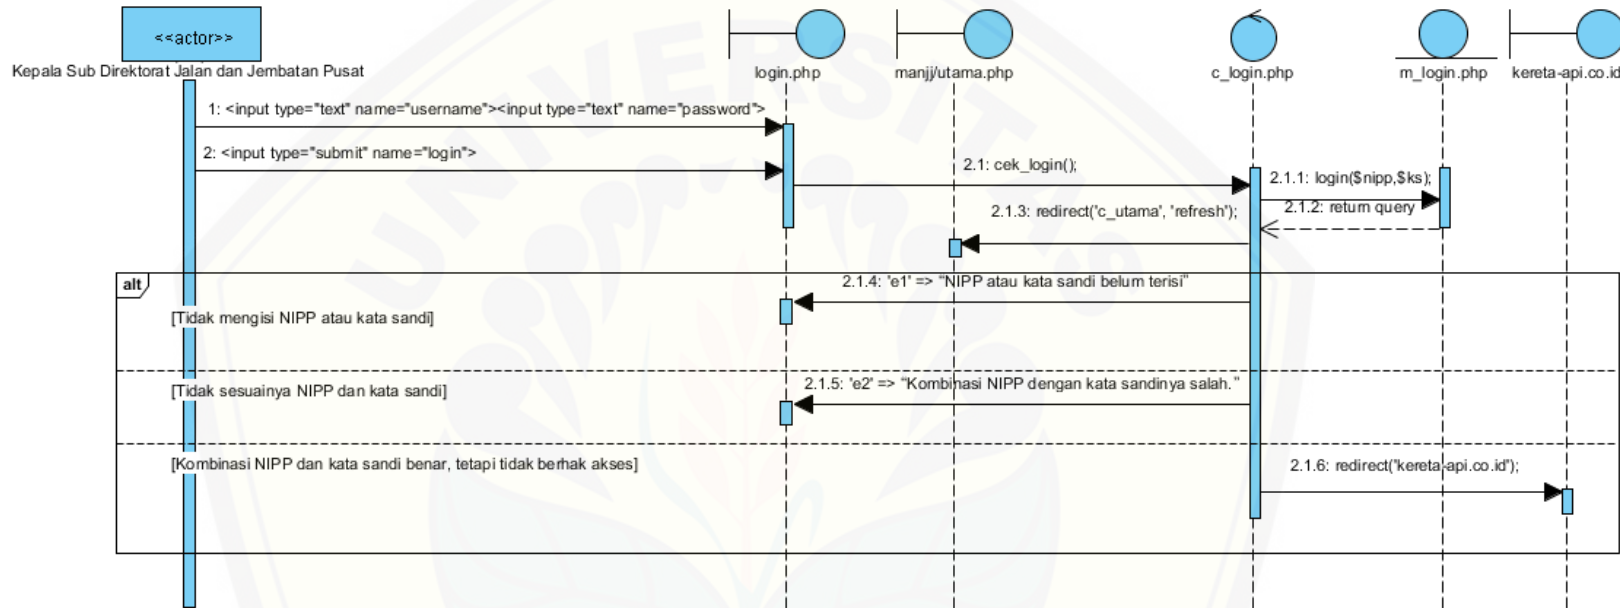 <<actor>>
Kepala Sub Direktorat Jalan dan Jembatan Pusat
login.php
manjj/utama.php
c_login.php
m_login.php
kereta-api.co.id
1: <input type="text" name="username"><input type="text" name="password">
2: <input type="submit" name="login">
2.1: cek_login();
2.1.1: login($nipp,$ks);
2.1.2: return query
2.1.3: redirect('c_utama', 'refresh');
alt
2.1.4: 'e1' => "NIPP atau kata sandi belum terisi"
[Tidak mengisi NIPP atau kata sandi]
2.1.5: 'e2' => "Kombinasi NIPP dengan kata sandinya salah."
[Tidak sesuainya NIPP dan kata sandi]
[Kombinasi NIPP dan kata sandi benar, tetapi tidak berhak akses]
2.1.6: redirect("kereta-api.co.id");
UNIVERSITAS